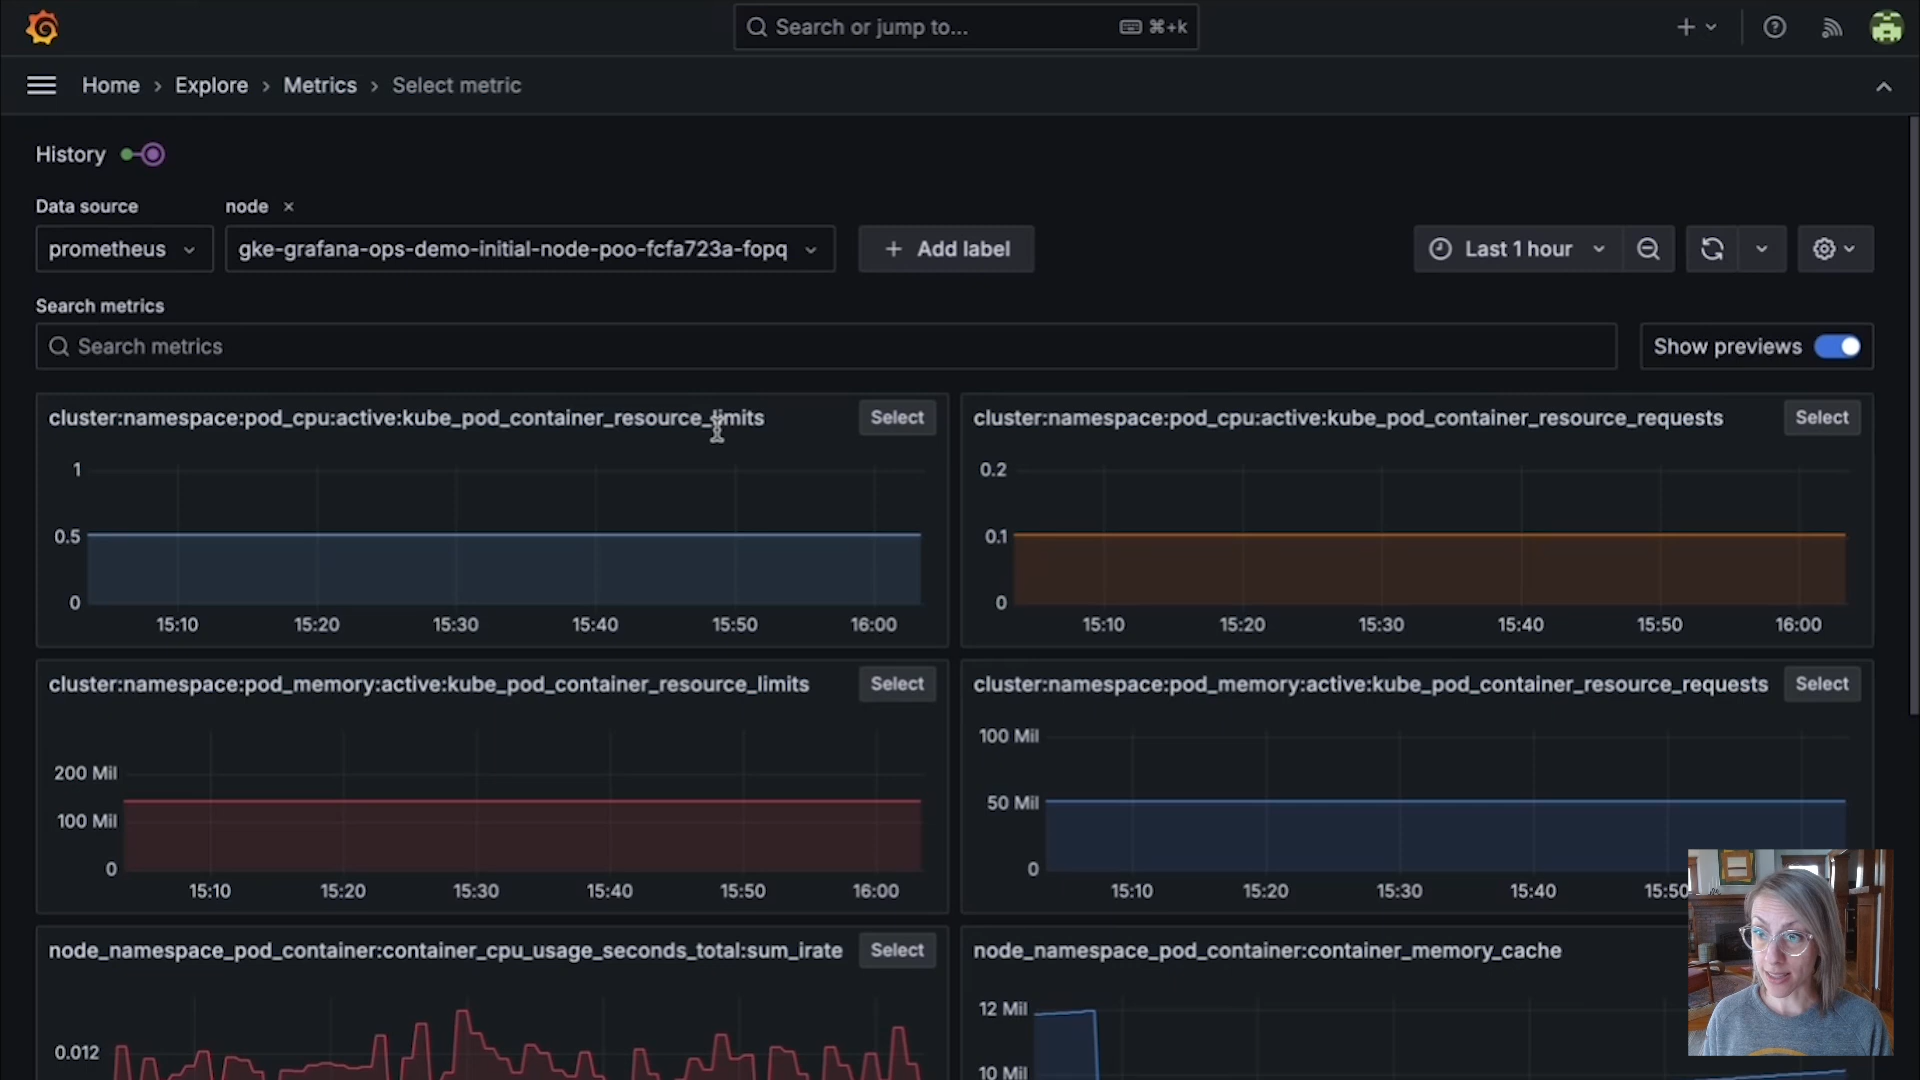 Search or jump to... ⌘+k
Home > Explore > Metrics > Select metric
History
Data source node ×
prometheus gke-grafana-ops-demo-initial-node-poo-fcfa723a-fopq + Add label Last 1 hour
Search metrics
Search metrics Show previews
cluster:namespace:pod_cpu:active:kube_pod_container_resource_limits Select
1
0.5
0
15:10 15:20 15:30 15:40 15:50 16:00
cluster:namespace:pod_cpu:active:kube_pod_container_resource_requests Select
0.2
0.1
0
15:10 15:20 15:30 15:40 15:50 16:00
cluster:namespace:pod_memory:active:kube_pod_container_resource_limits Select
200 Mil
100 Mil
0
15:10 15:20 15:30 15:40 15:50 16:00
cluster:namespace:pod_memory:active:kube_pod_container_resource_requests Select
100 Mil
50 Mil
0
15:10 15:20 15:30 15:40 15:50
node_namespace_pod_container:container_cpu_usage_seconds_total:sum_irate Select
0.012
node_namespace_pod_container:container_memory_cache
12 Mil
10 Mil